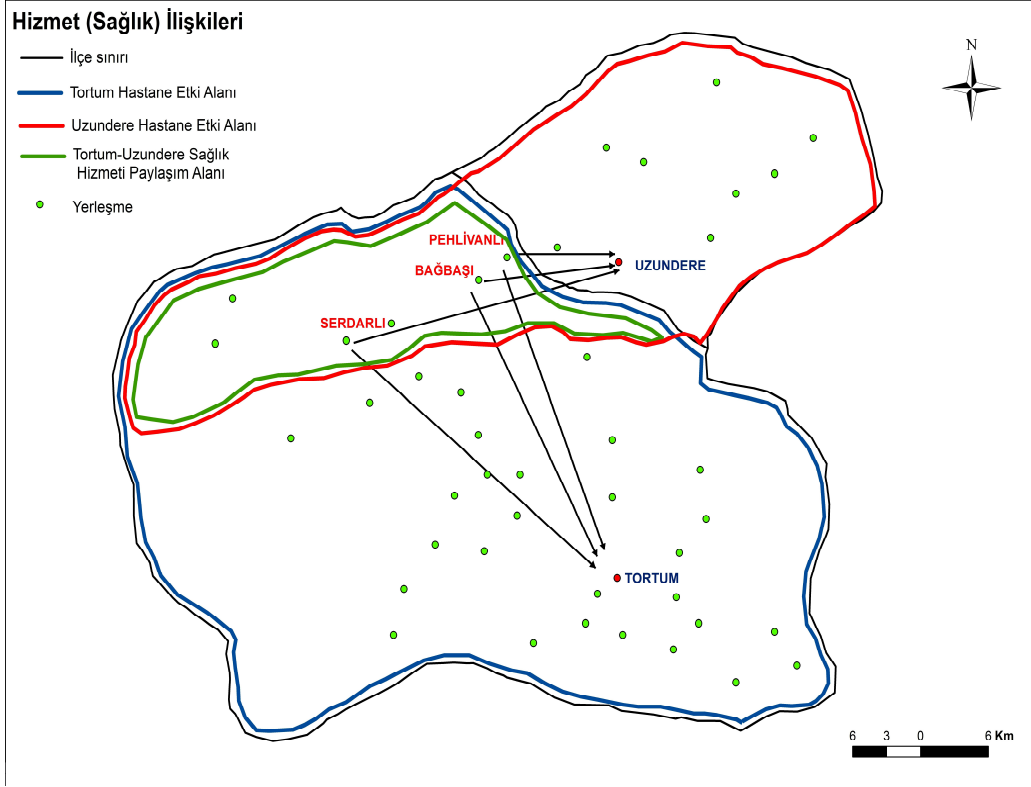 Hizmet (Sağlık) İlişkileri
İlçe sınırı
Tortum Hastane Etki Alanı
Uzundere Hastane Etki Alanı
Tortum-Uzundere Sağlık
Hizmeti Paylaşım Alanı
Yerleşme
N
PEHLİVANLI
BAĞBAŞI
UZUNDERE
SERDARLI
TORTUM
6 3 0 6 Km